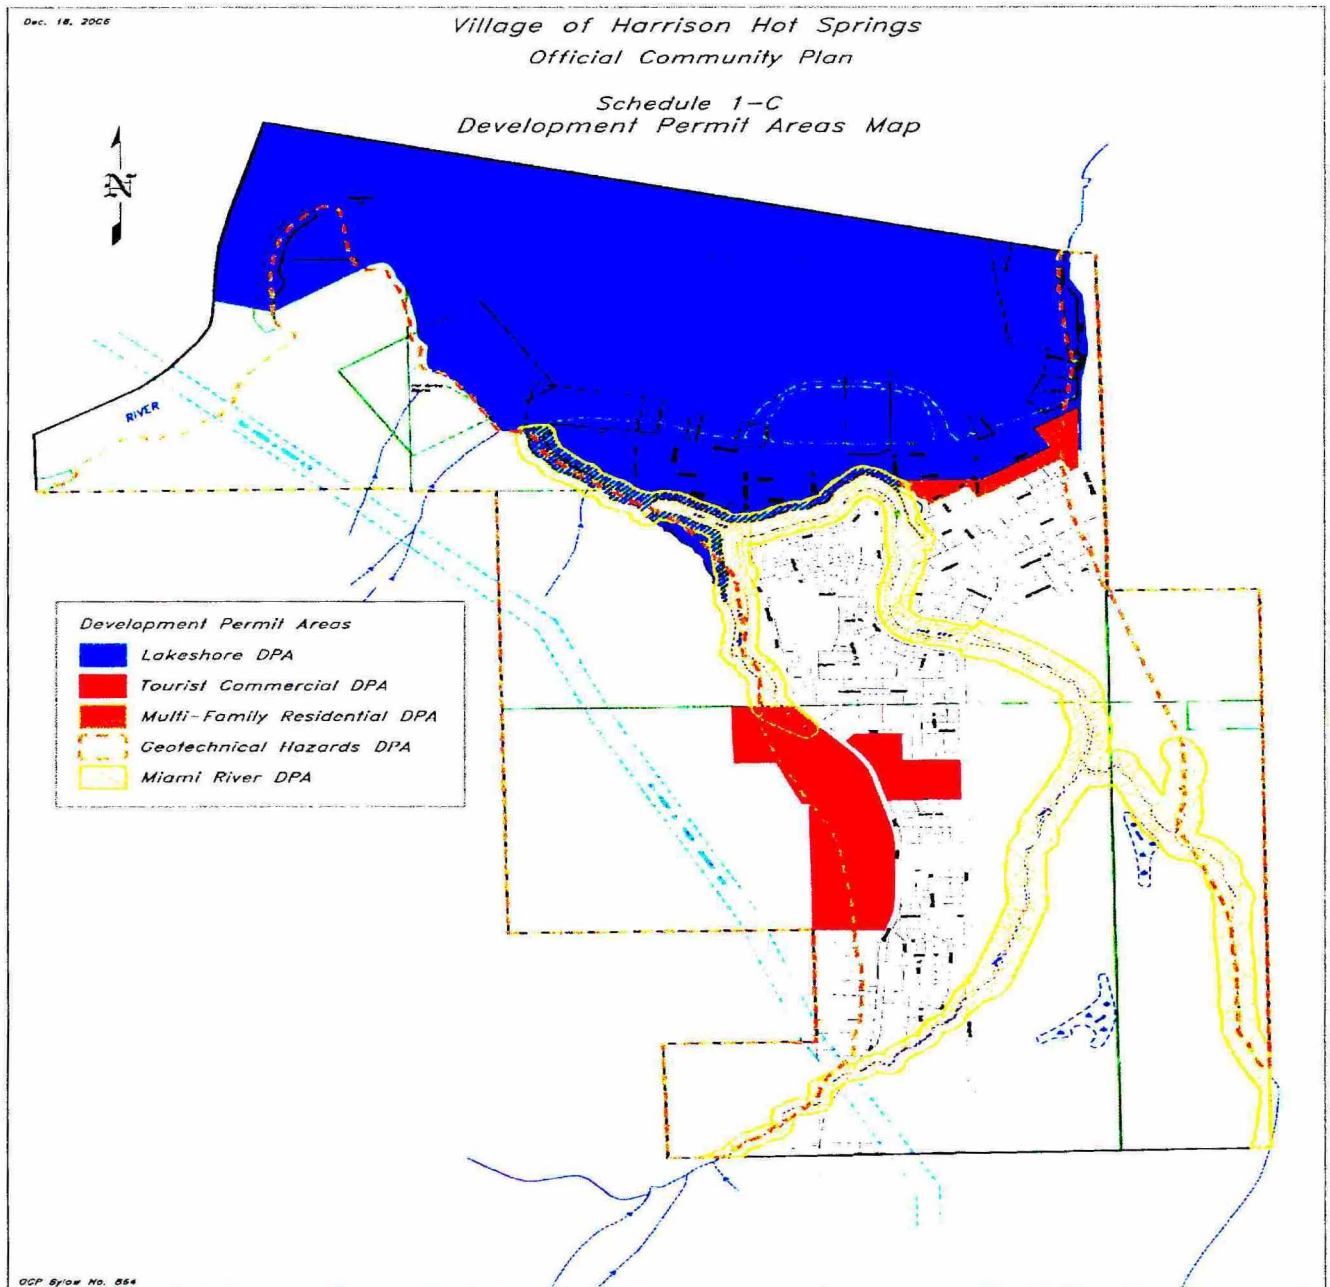 Dec. 18, 2006
Village of Harrison Hot Springs
Official Community Plan
Schedule 1-C
Development Permit Areas Map
N
RIVER
Development Permit Areas
Lakeshore DPA
Tourist Commercial DPA
Multi-Family Residential DPA
Geotechnical Hazards DPA
Miami River DPA
OCP Bylaw No. 864